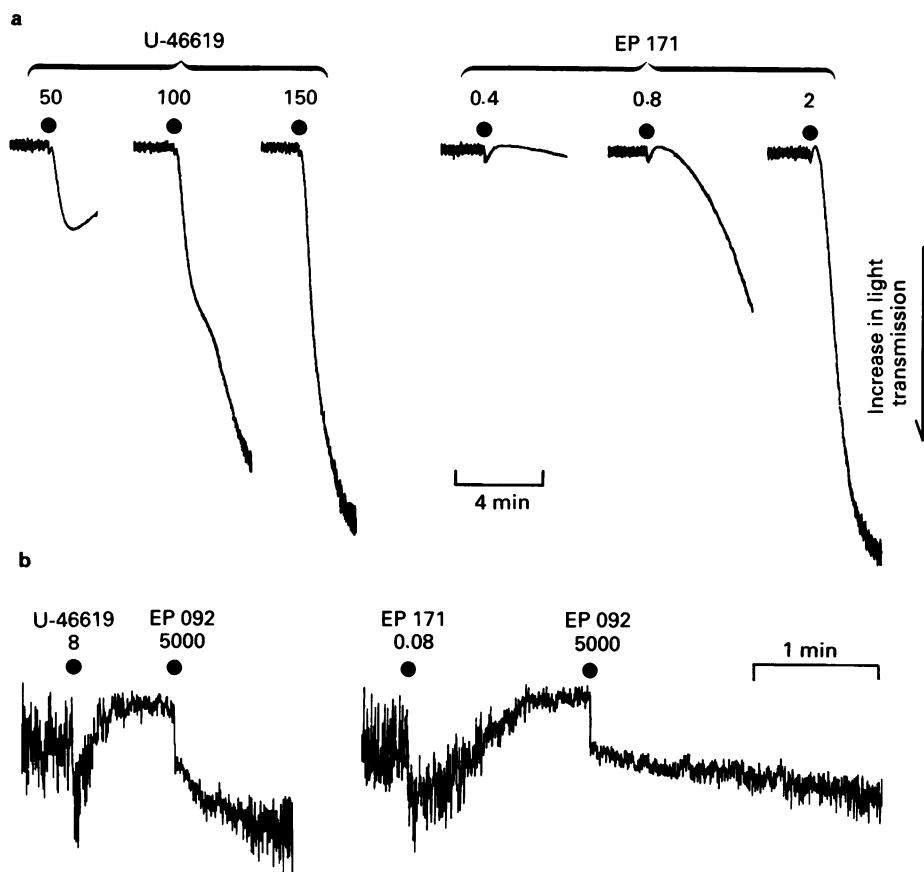 a
U-46619
EP 171
50 100 150
0.4 0.8 2
Increase in light
transmission
4 min
b
U-46619
8
EP 092
5000
EP 171
0.08
EP 092
5000
1 min